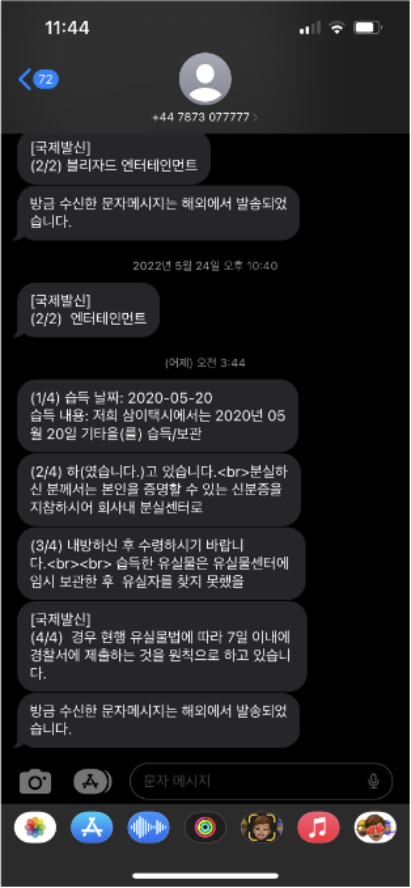 11:44
72
+44 7873 077777
[국제발신]
(2/2) 블리자드 엔터테인먼트
방금 수신한 문자메시지는 해외에서 발송되었
습니다.
2022년 5월 24일 오후 10:40
[국제발신]
(2/2)  엔터테인먼트
(어제) 오전 3:44
(1/4) 습득 날짜: 2020-05-20
습득 내용: 저희 삼이택시에서는 2020년 05
월 20일 기타을(를) 습득/보관
(2/4) 하(였습니다.)고 있습니다.<br>분실하
신 분께서는 본인을 증명할 수 있는 신분증을
지참하시어 회사내 분실센터로
(3/4) 내방하신 후 수령하시기 바랍니
다.<br><br> 습득한 유실물은 유실물센터에
임시 보관한 후  유실자를 찾지 못했을
[국제발신]
(4/4)  경우 현행 유실물법에 따라 7일 이내에
경찰서에 제출하는 것을 원칙으로 하고 있습니
다.
방금 수신한 문자메시지는 해외에서 발송되었
습니다.
문자 메시지